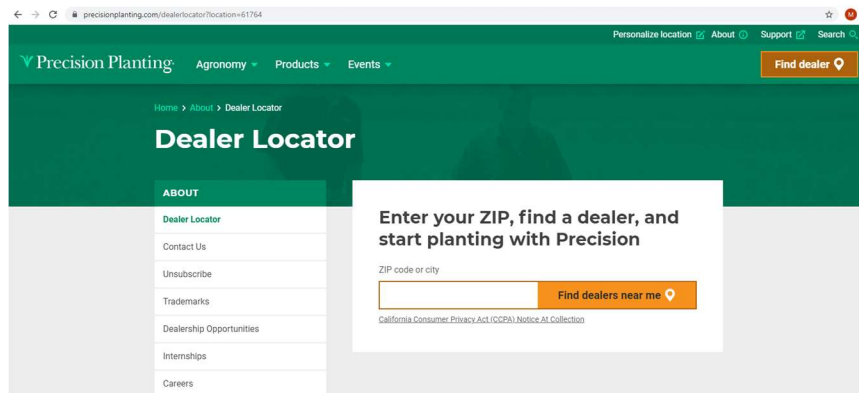 precisionplanting.com/dealerlocator?location=61764
M
Personalize location
About
Support
Search
Precision Planting
Agronomy
Products
Events
Find dealer
Home > About > Dealer Locator
Dealer Locator
ABOUT
Dealer Locator
Contact Us
Unsubscribe
Trademarks
Dealership Opportunities
Internships
Careers
Enter your ZIP, find a dealer, and
start planting with Precision
ZIP code or city
Find dealers near me
California Consumer Privacy Act (CCPA) Notice At Collection